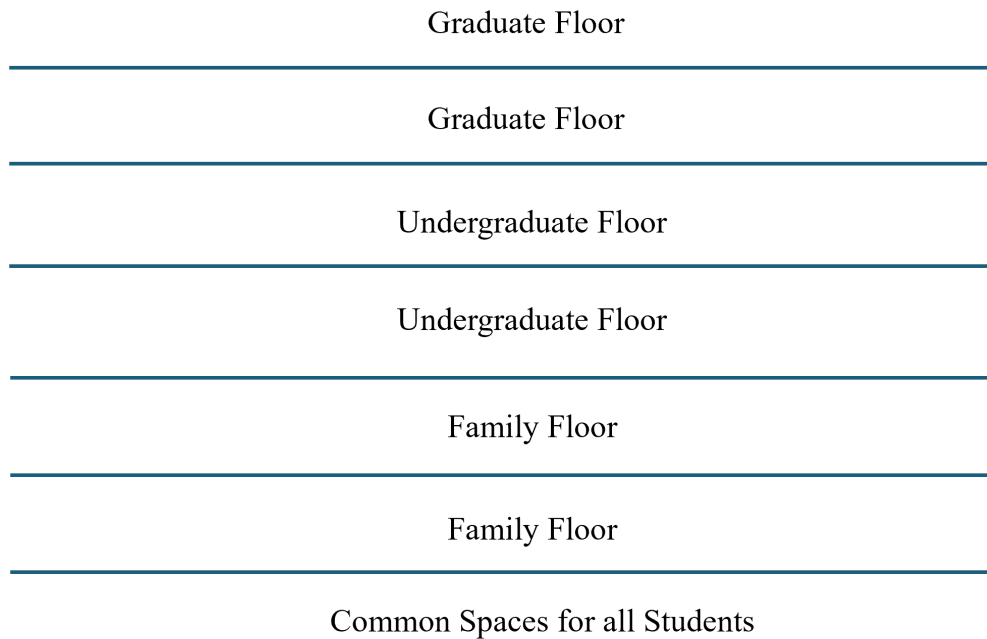 Graduate Floor
Graduate Floor
Undergraduate Floor
Undergraduate Floor
Family Floor
Family Floor
Common Spaces for all Students